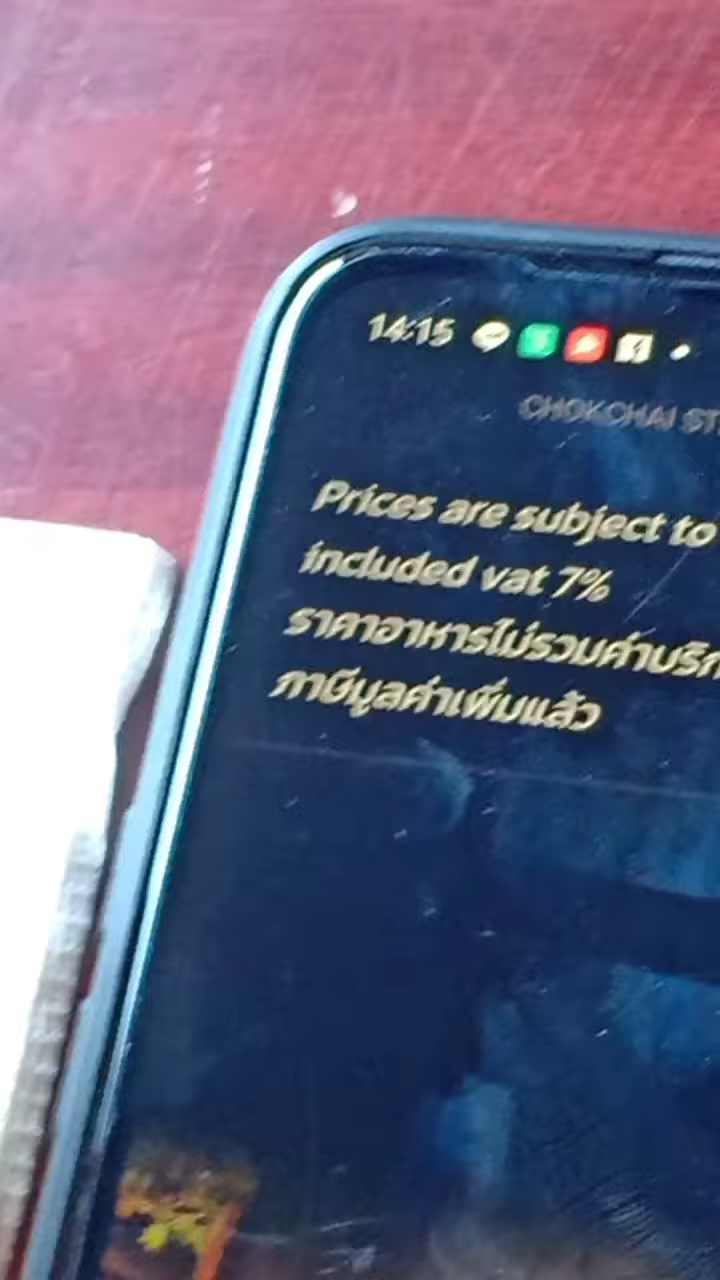 14:15
CHOKCHAI
Prices are subject to
included vat 7%
ราคาอาหารไม่รวมค่าบริก
ภาษีมูลค่าเพิ่มแล้ว